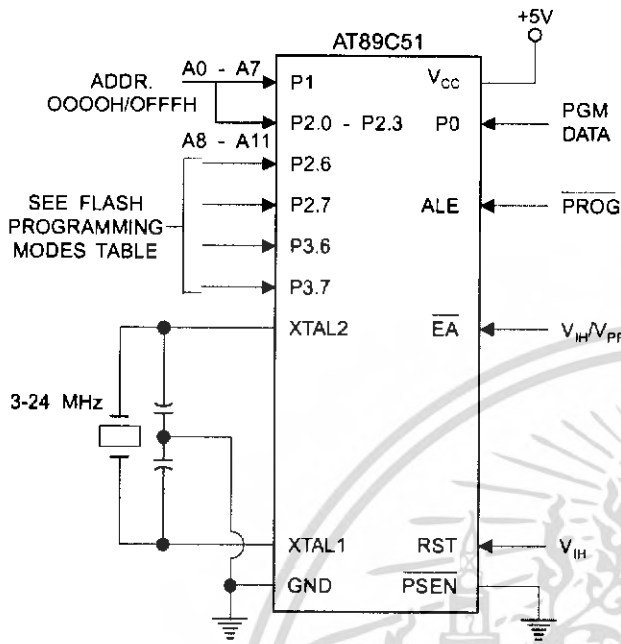 +5V
AT89C51
ADDR.
OOOOH/OFFFH
A0 - A7
P1
VCC
P2.0 - P2.3
P0
PGM
DATA
A8 - A11
P2.6
SEE FLASH
PROGRAMMING
MODES TABLE
P2.7
ALE
PROG
P3.6
P3.7
XTAL2
EA
VIH/VPP
3-24 MHz
XTAL1
RST
VIH
GND
PSEN